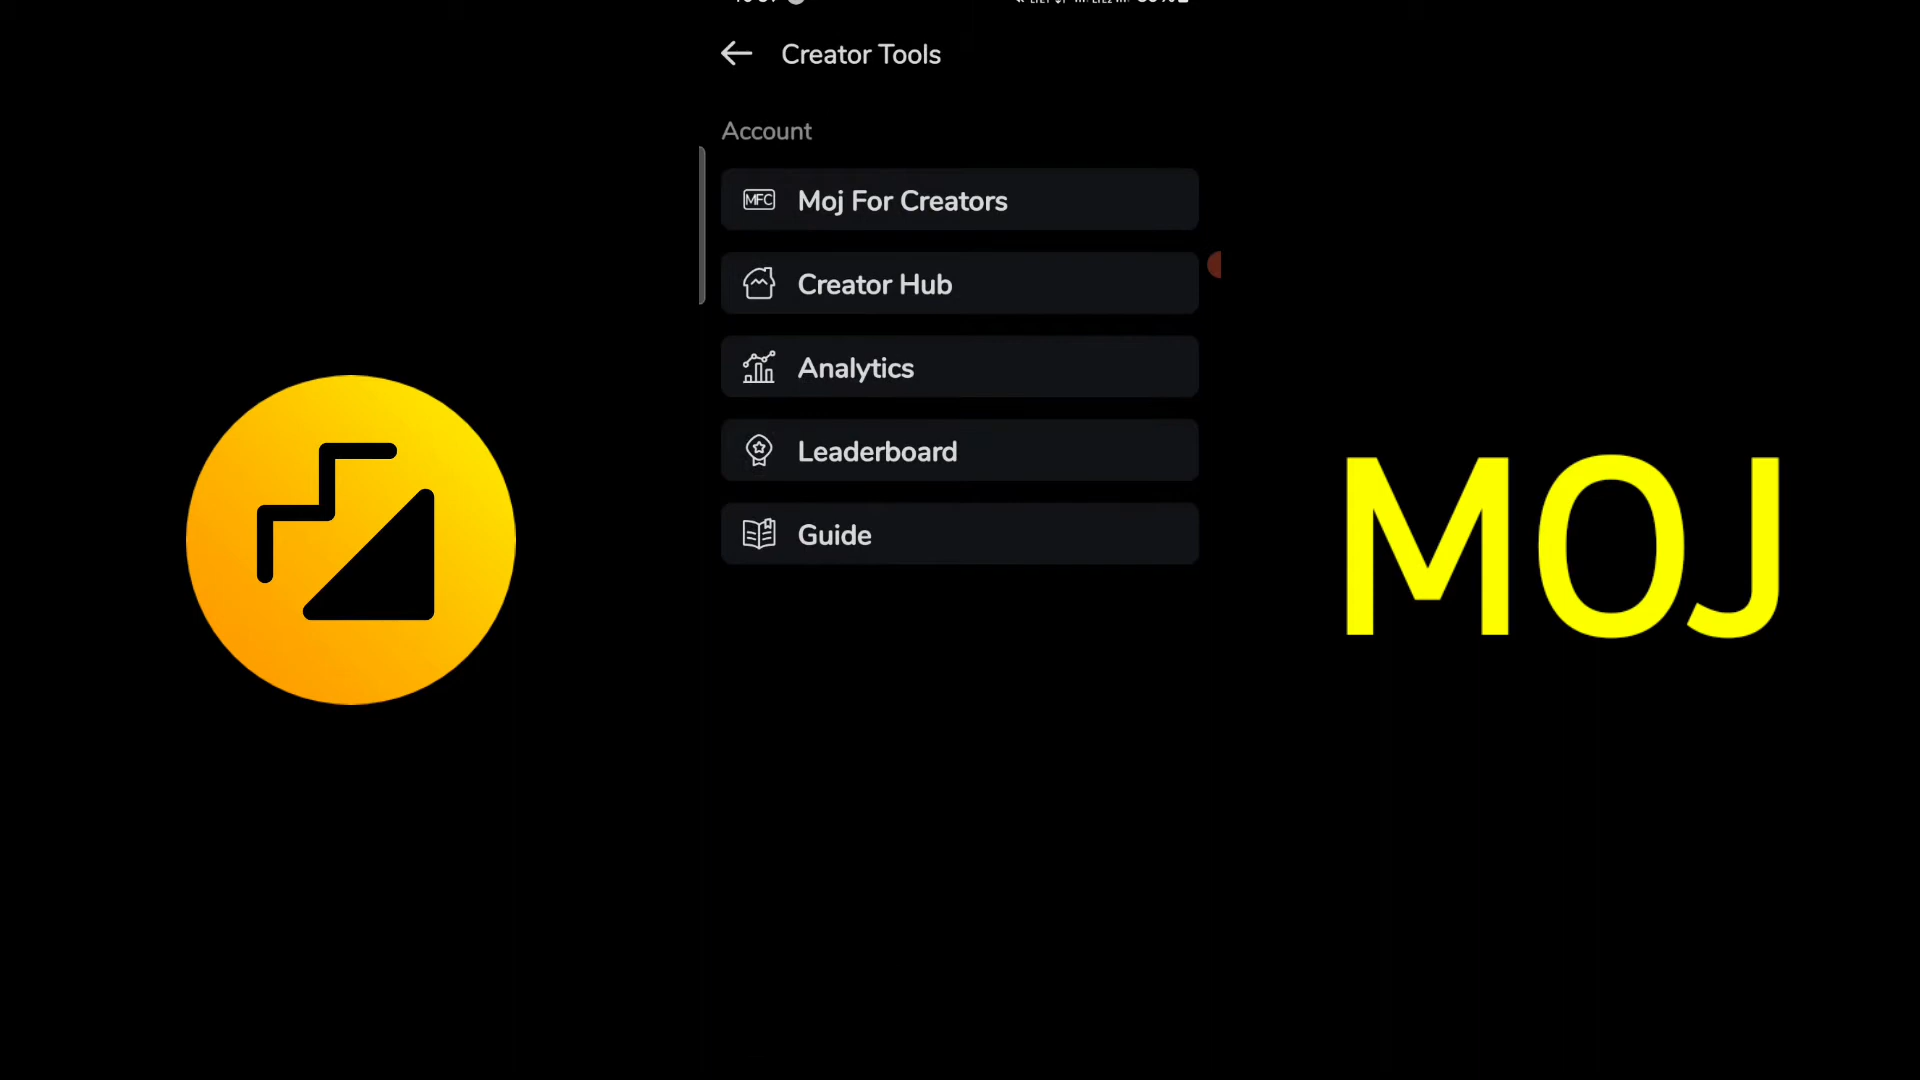 Creator Tools
Account
MFC Moj For Creators
Creator Hub
Analytics
Leaderboard
Guide
MOJ